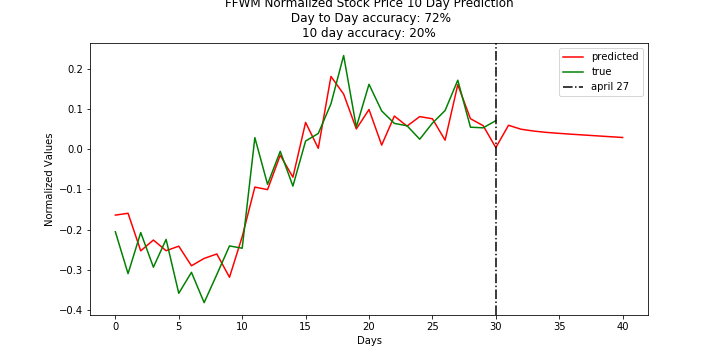 FFWM Normalized Stock Price 10 Day Prediction
Day to Day accuracy: 72%
10 day accuracy: 20%
predicted
true
april 27
Normalized Values
0.2
0.1
0.0
−0.1
−0.2
−0.3
−0.4
0 5 10 15 20 25 30 35 40
Days